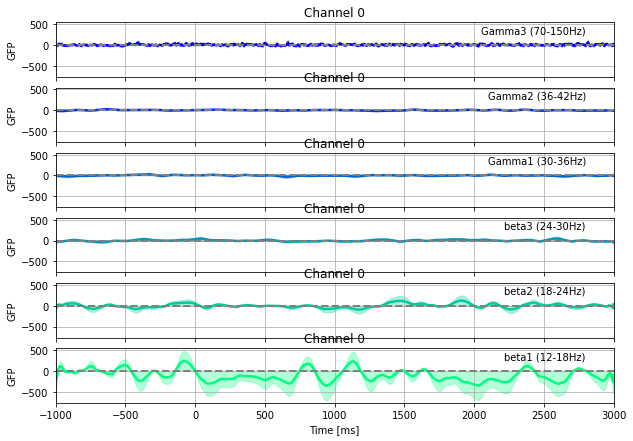 Channel 0
500
0
−500
GFP
Gamma3 (70-150Hz)
Channel 0
500
0
−500
GFP
Gamma2 (36-42Hz)
Channel 0
500
0
−500
GFP
Gamma1 (30-36Hz)
Channel 0
500
0
−500
GFP
beta3 (24-30Hz)
Channel 0
500
0
−500
GFP
beta2 (18-24Hz)
Channel 0
500
0
−500
GFP
beta1 (12-18Hz)
−1000 −500 0 500 1000 1500 2000 2500 3000
Time [ms]